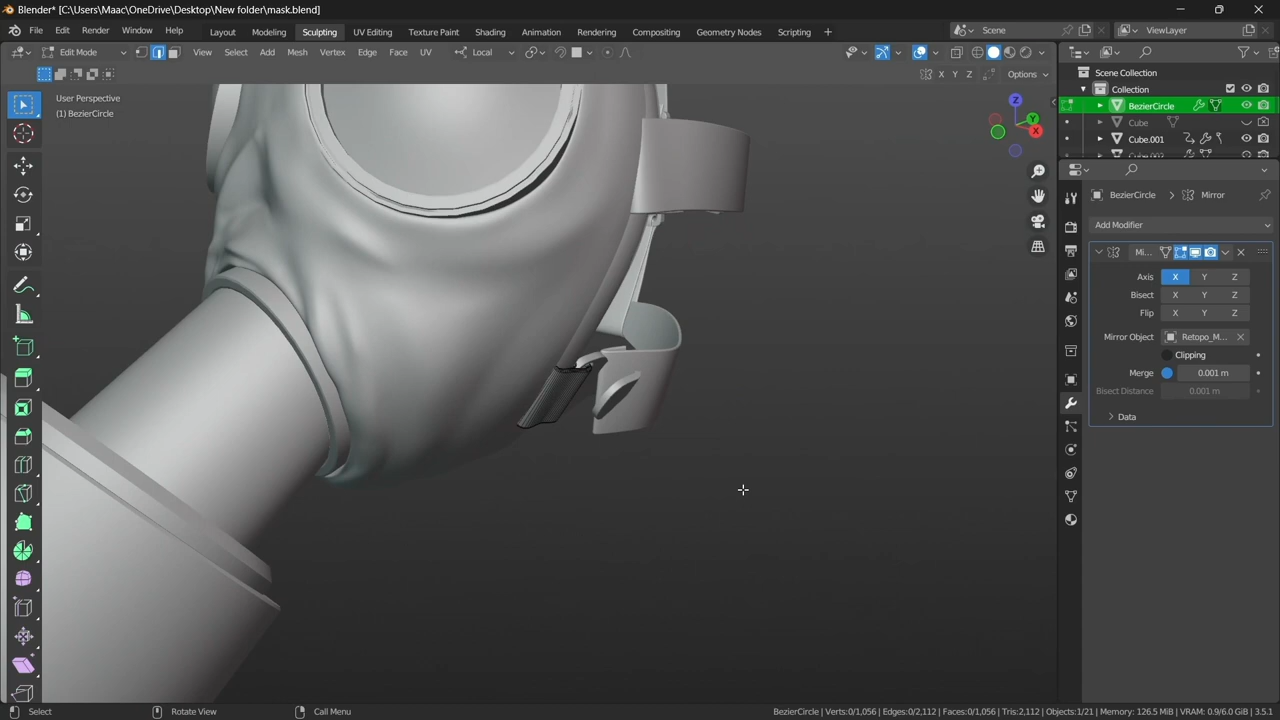 Blender* [C:\Users\Maac\OneDrive\Desktop\New folder\mask.blend]
File Edit Render Window Help Layout Modeling Sculpting UV Editing Texture Paint Shading Animation Rendering Compositing Geometry Nodes Scripting + Scene ViewLayer
Edit Mode View Select Add Mesh Vertex Edge Face UV Local
X Y Z Options
Scene Collection
Collection
BezierCircle
Cube
Cube.001
User Perspective
(1) BezierCircle
Z
Y
X
BezierCircle > Mirror
Add Modifier
Mi...
Axis X Y Z
Bisect X Y Z
Flip X Y Z
Mirror Object Retopo_M...
Clipping
Merge 0.001 m
Bisect Distance 0.001 m
Data
Select Rotate View Call Menu BezierCircle | Verts:0/1,056 | Edges:0/2,112 | Faces:0/1,056 | Tris:2,112 | Objects:1/21 | Memory: 126.5 MiB | VRAM: 0.9/6.0 GiB | 3.5.1